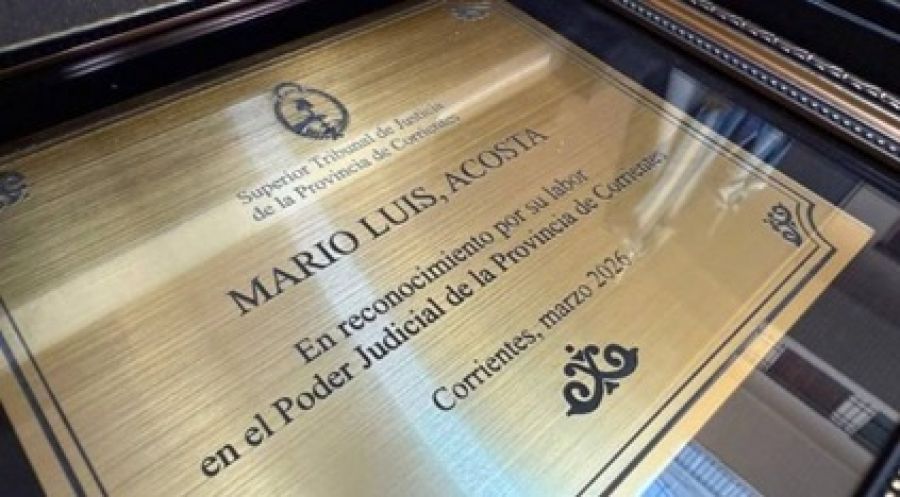 Superior Tribunal de Justicia
de la Provincia de Corrientes
MARIO LUIS, ACOSTA
En reconocimiento por su labor
en el Poder Judicial de la Provincia de Corrientes
Corrientes, marzo 2026